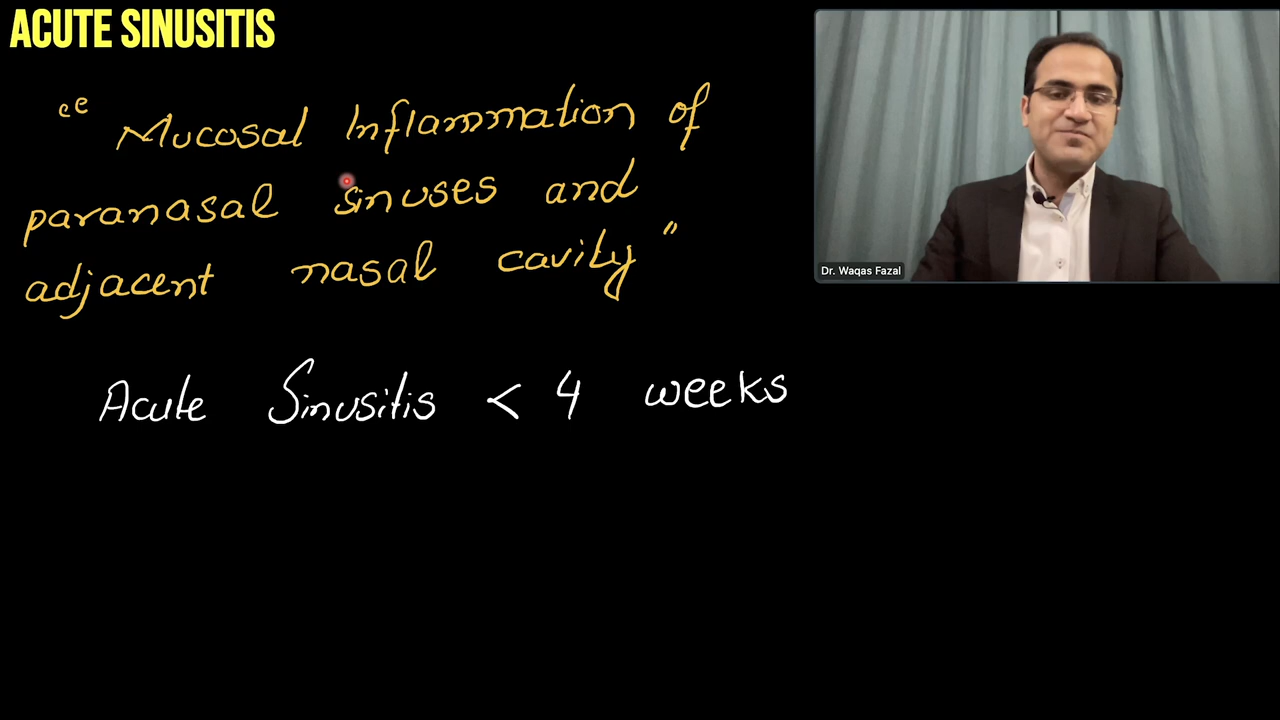 ACUTE SINUSITIS
“ Mucosal Inflammation of
paranasal sinuses and
adjacent nasal cavity ”
Acute Sinusitis < 4 weeks
Dr. Waqas Fazal